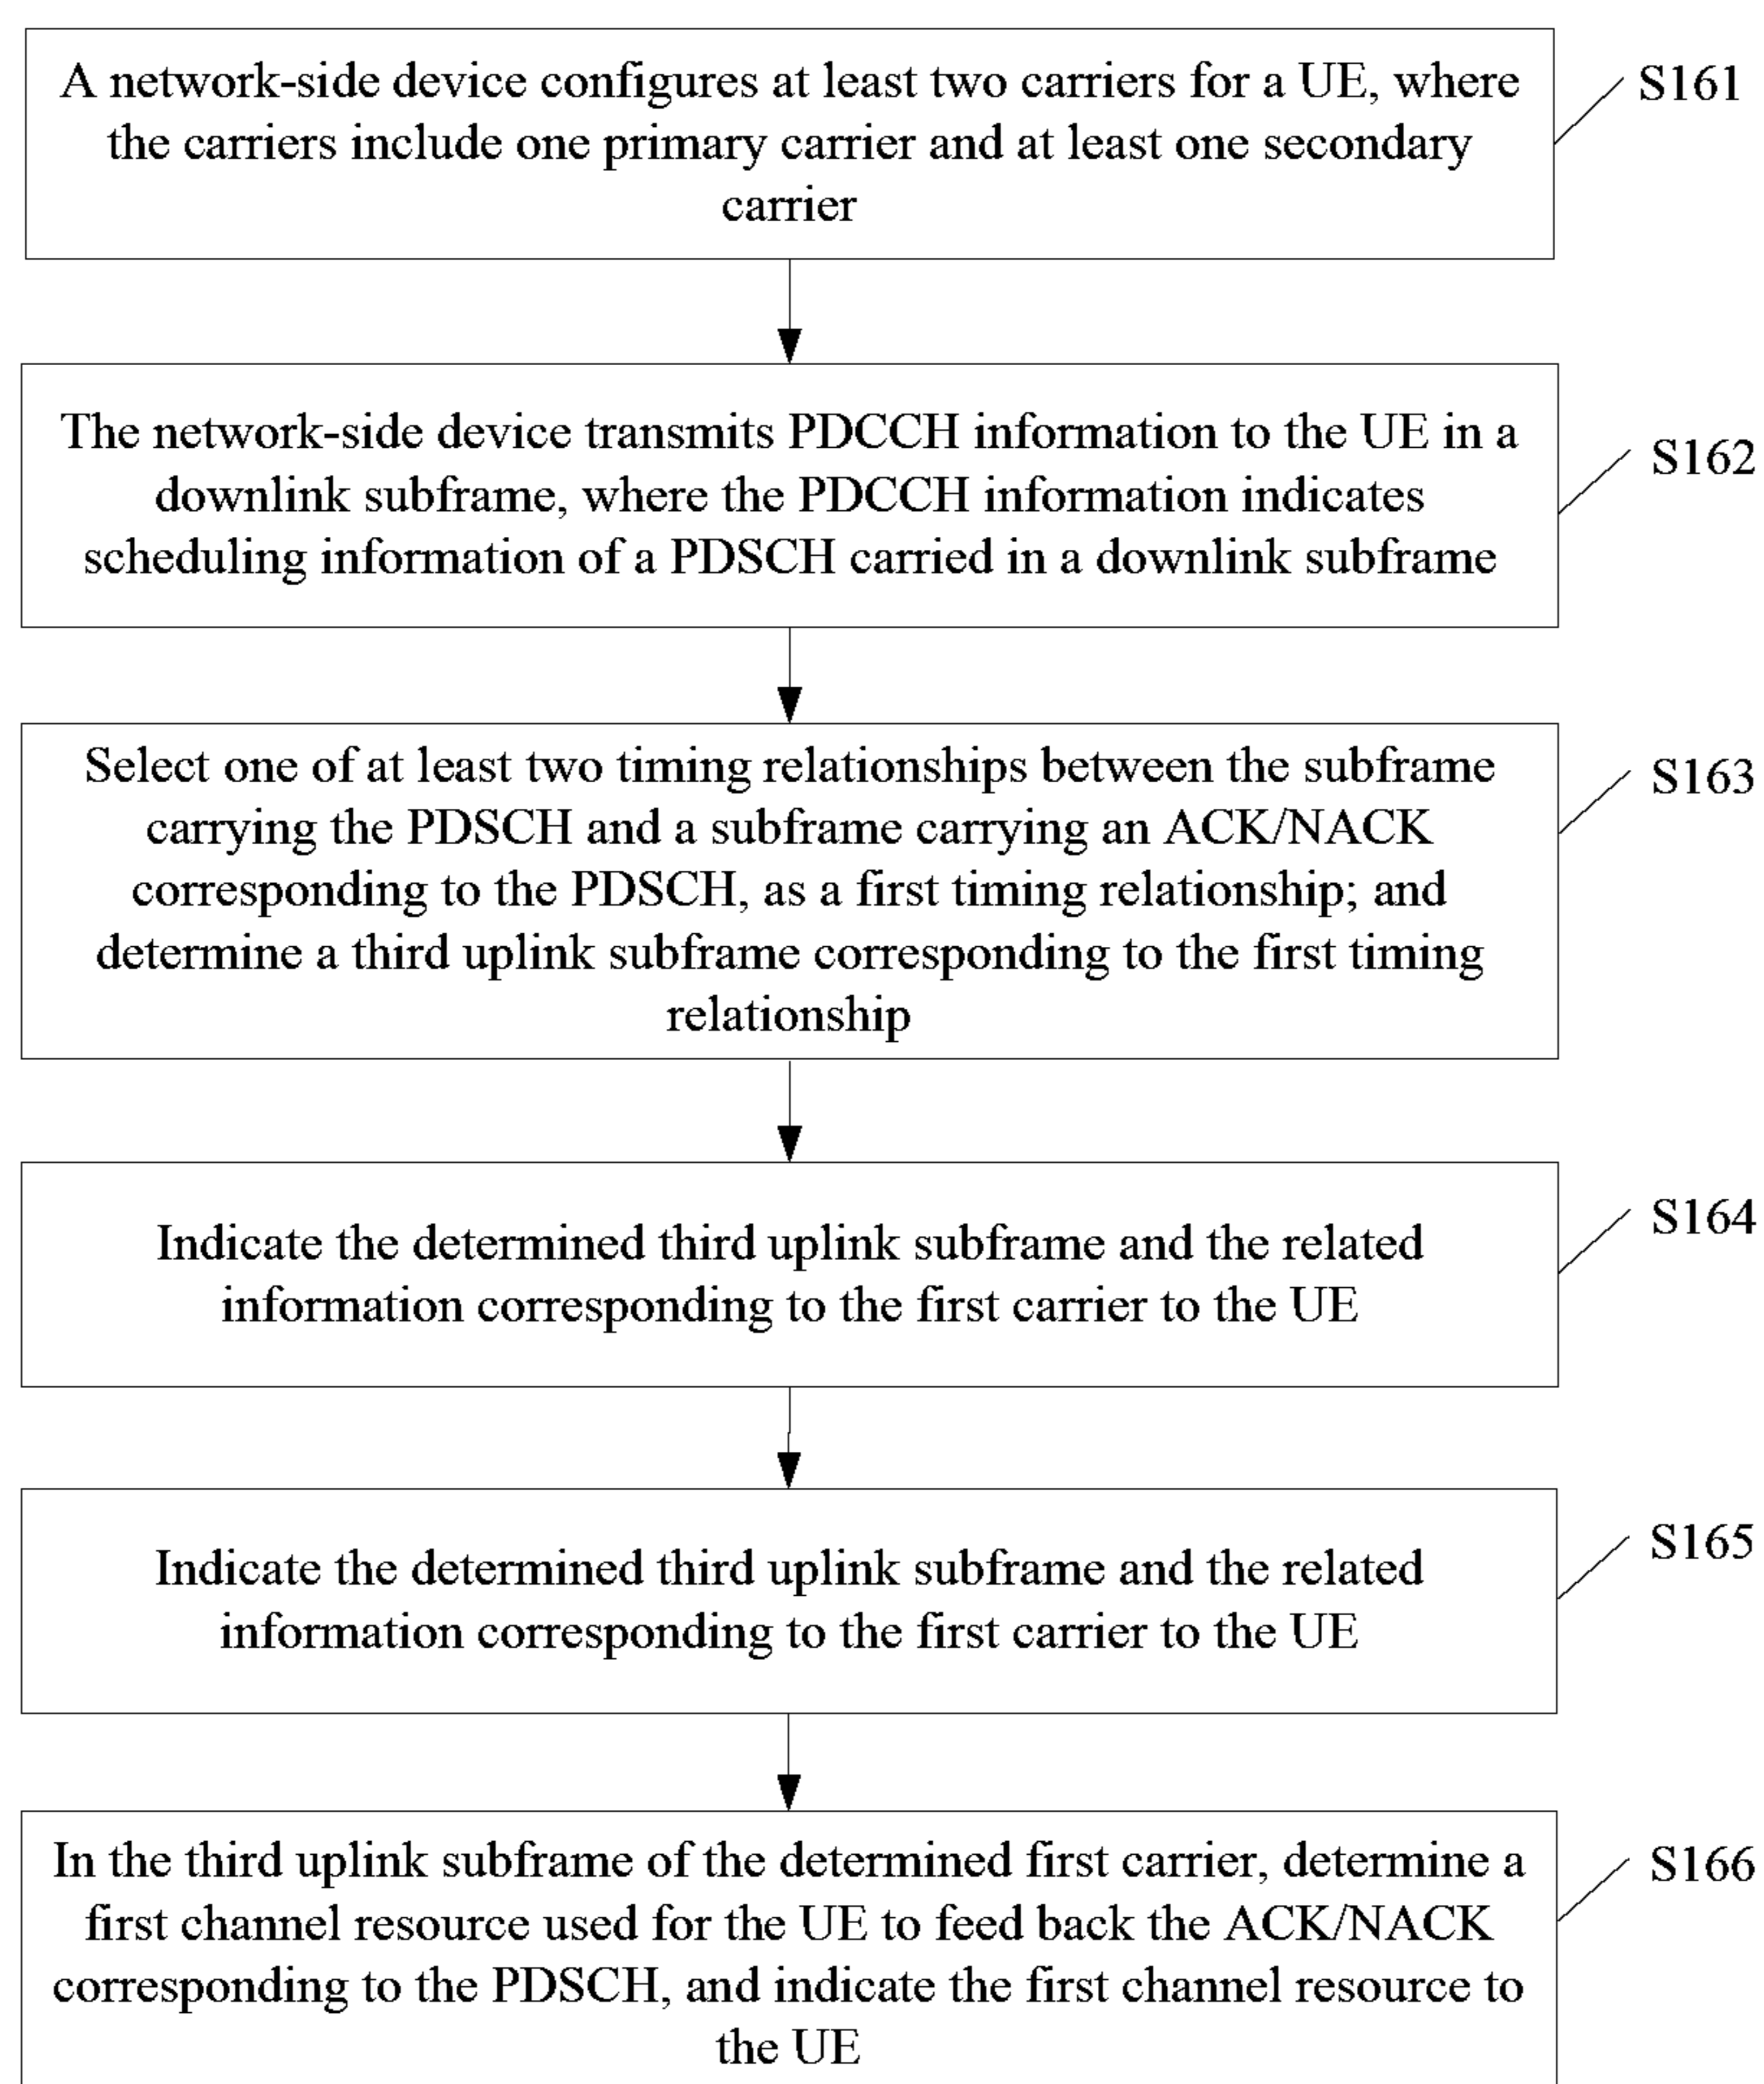 A network-side device configures at least two carriers for a UE, where
the carriers include one primary carrier and at least one secondary
carrier
S161
The network-side device transmits PDCCH information to the UE in a
downlink subframe, where the PDCCH information indicates
scheduling information of a PDSCH carried in a downlink subframe
S162
Select one of at least two timing relationships between the subframe
carrying the PDSCH and a subframe carrying an ACK/NACK
corresponding to the PDSCH, as a first timing relationship; and
determine a third uplink subframe corresponding to the first timing
relationship
S163
Indicate the determined third uplink subframe and the related
information corresponding to the first carrier to the UE
S164
Indicate the determined third uplink subframe and the related
information corresponding to the first carrier to the UE
S165
In the third uplink subframe of the determined first carrier, determine a
first channel resource used for the UE to feed back the ACK/NACK
corresponding to the PDSCH, and indicate the first channel resource to
the UE
S166